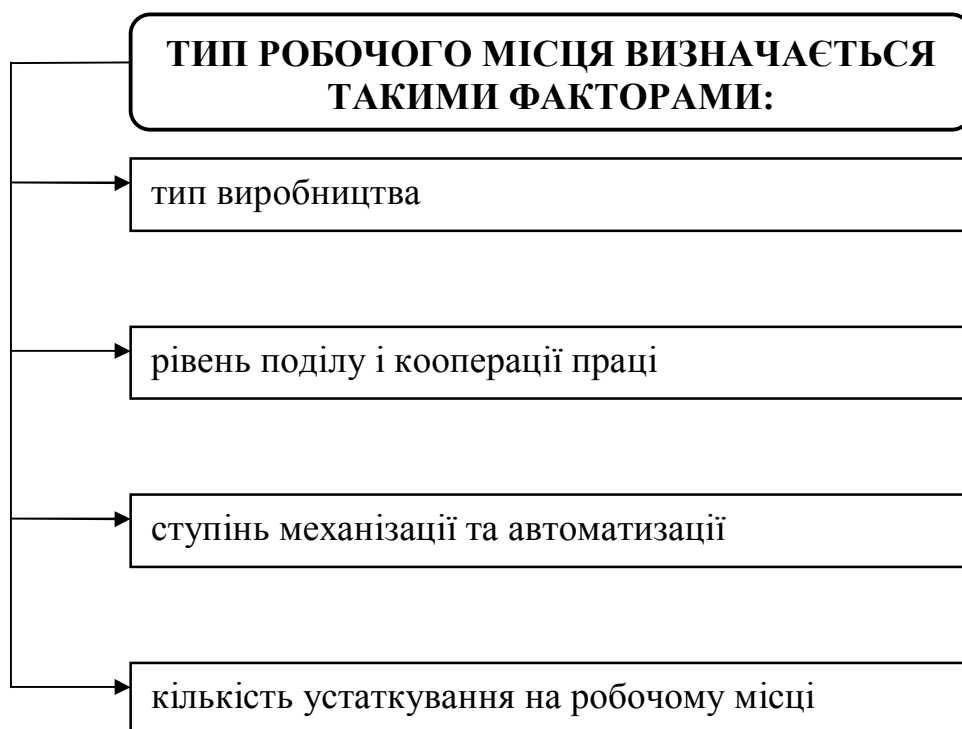 ТИП РОБОЧОГО МІСЦЯ ВИЗНАЧАЄТЬСЯ
ТАКИМИ ФАКТОРАМИ:
тип виробництва
рівень поділу і кооперації праці
ступінь механізації та автоматизації
кількість устаткування на робочому місці